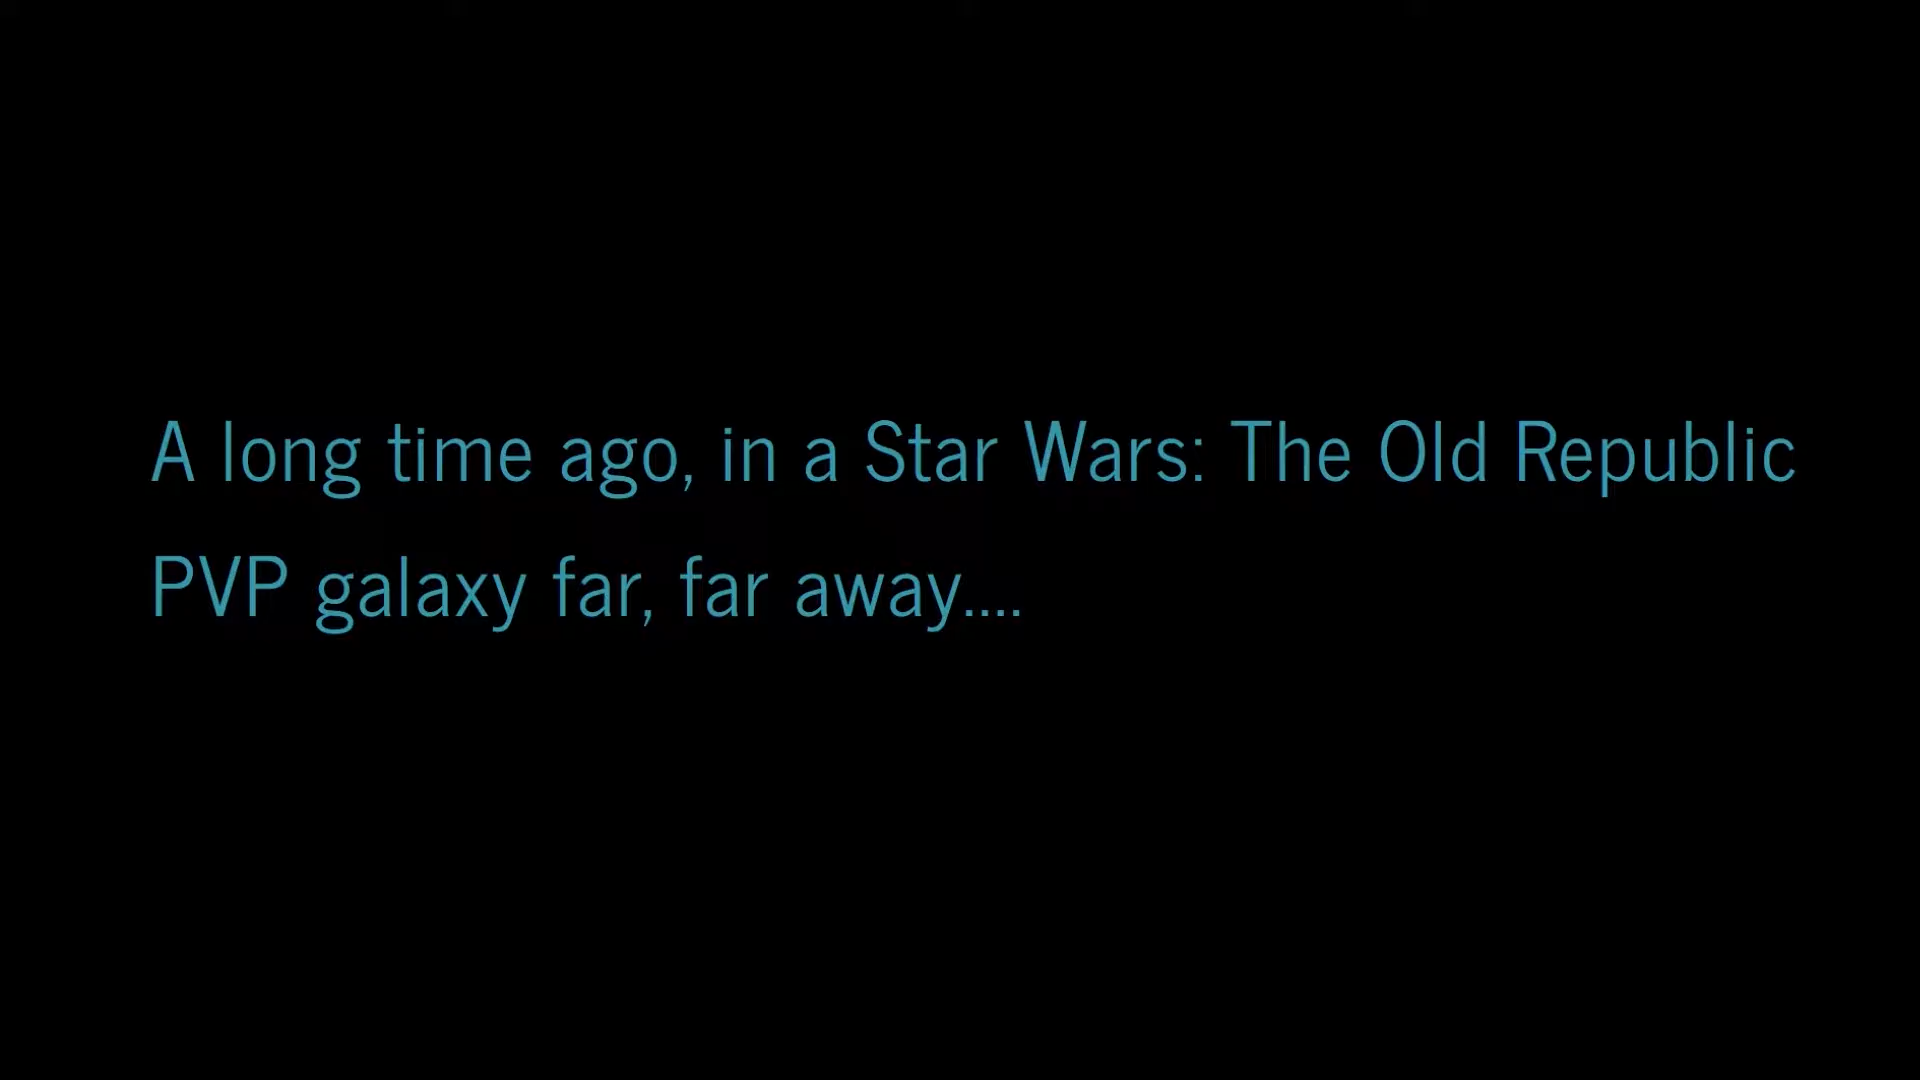 A long time ago, in a Star Wars: The Old Republic
PVP galaxy far, far away....